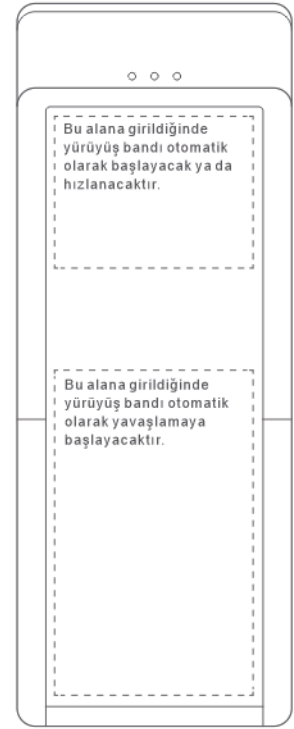 Bu alana girildiğinde
yürüyüş bandı otomatik
olarak başlayacak ya da
hızlanacaktır.
Bu alana girildiğinde
yürüyüş bandı otomatik
olarak yavaşlamaya
başlayacaktır.